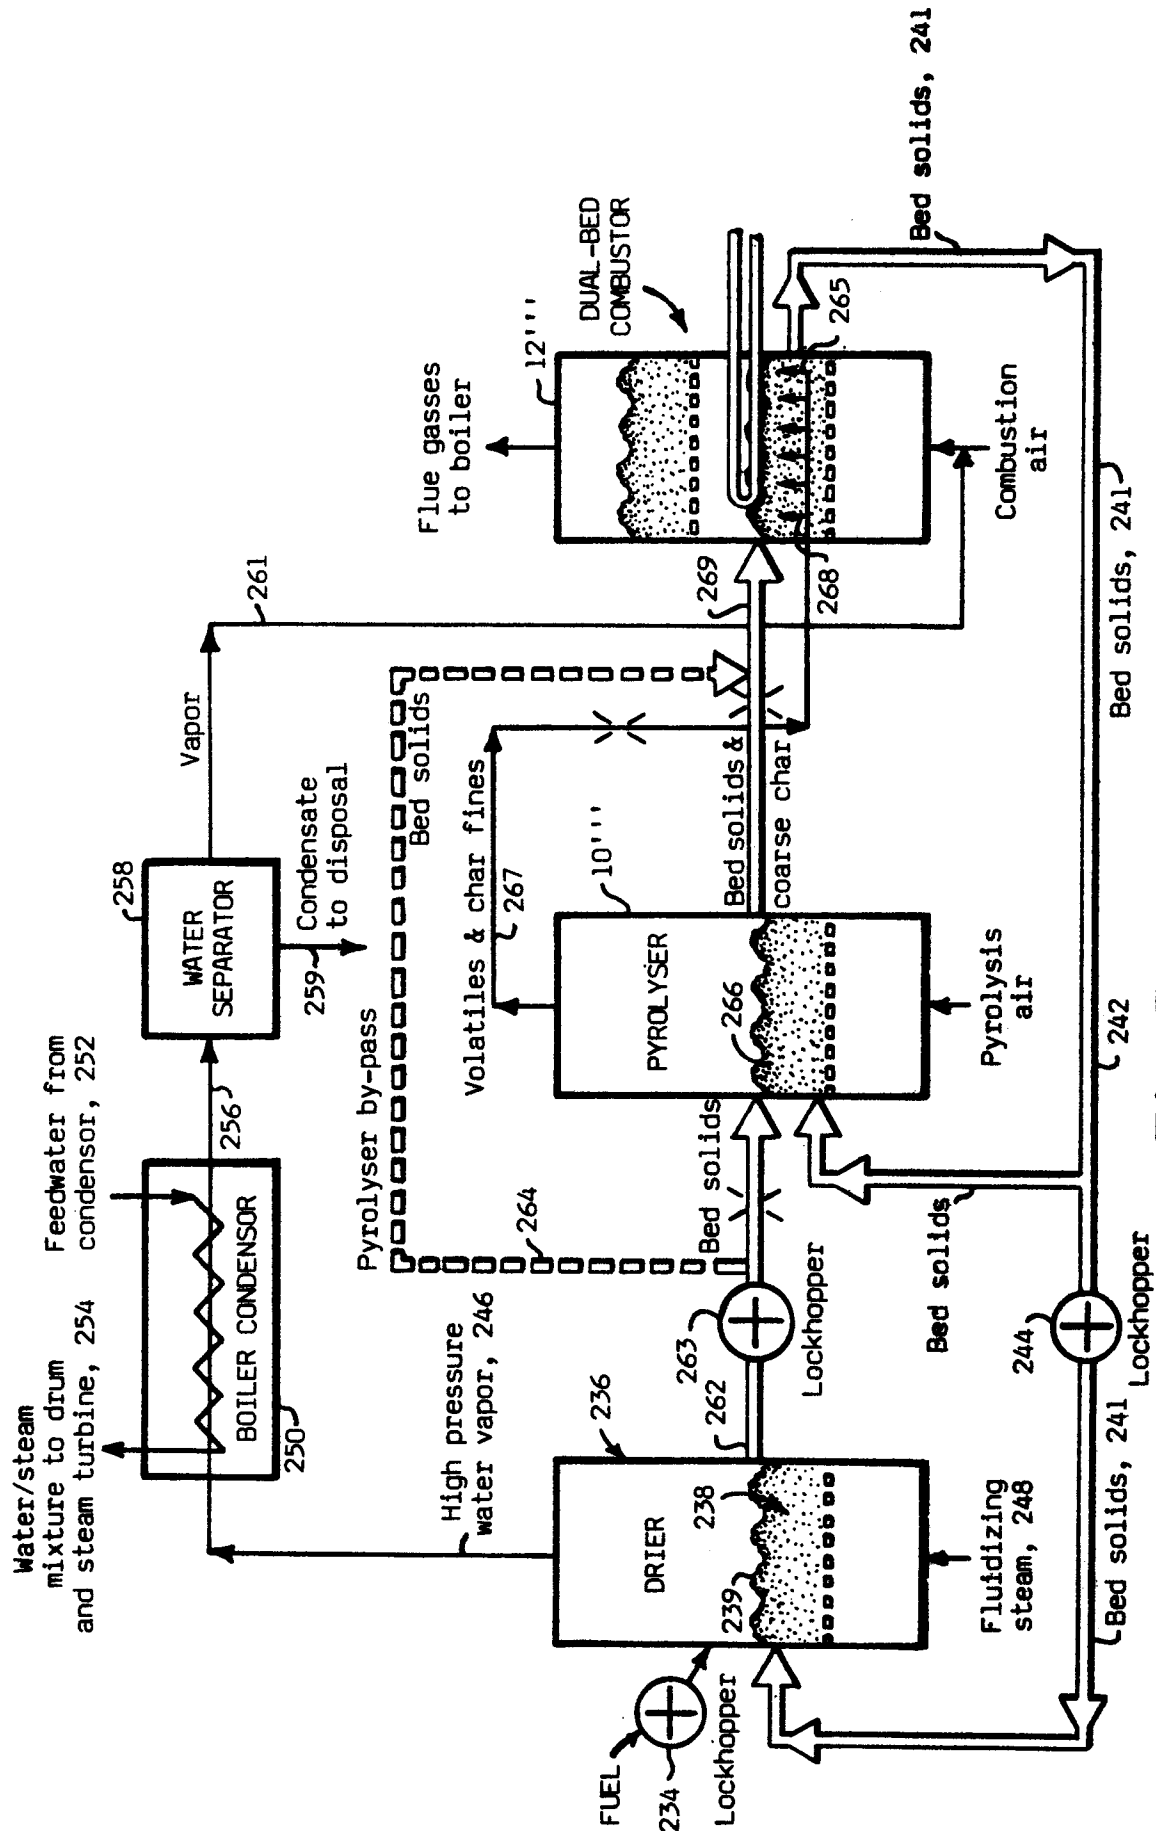 Water/steam
mixture to drum
and steam turbine, 254
Feedwater from
condensor, 252
BOILER CONDENSOR
250
256
WATER
SEPARATOR
258
259
Condensate
to disposal
Vapor
261
High pressure
water vapor, 246
Pyrolyser by-pass
264
Bed solids
Volatiles & char fines
267
Flue gasses
to boiler
12'''
DUAL-BED
COMBUSTOR
FUEL
234
Lockhopper
DRIER
236
238
239
262
263
Lockhopper
Bed solids
PYROLYSER
10'''
266
Bed solids &
coarse char
269
268
265
Bed solids, 241
Fluidizing
steam, 248
Pyrolysis
air
Combustion
air
Bed solids
244
Lockhopper
Bed solids, 241
242
Bed solids, 241